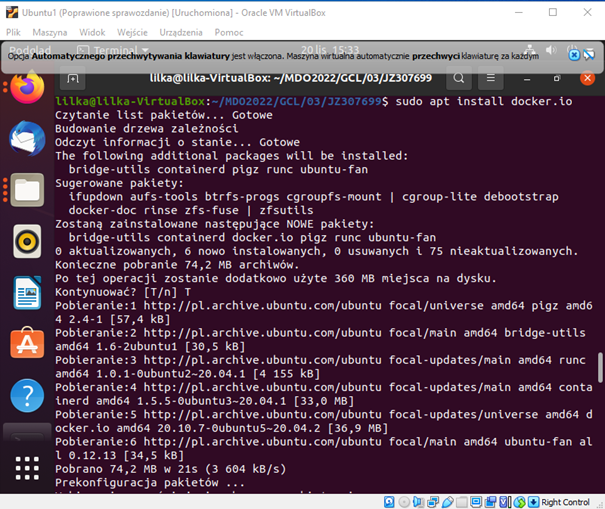 Ubuntu1 (Poprawione sprawozdanie) [Uruchomiona] - Oracle VM VirtualBox
Plik Maszyna Widok Wejście Urządzenia Pomoc
Terminal 20 lis 15:33
Opcja Automatycznego przechwytywania klawiatury jest włączona. Maszyna wirtualna automatycznie przechwyci klawiaturę za każdym
lilka@lilka-VirtualBox: ~/MDO2022/GCL/03/JZ307699
lilka@lilka-VirtualBox:~/MDO2022/GCL/03/JZ307699$ sudo apt install docker.io
Czytanie list pakietów... Gotowe
Budowanie drzewa zależności
Odczyt informacji o stanie... Gotowe
The following additional packages will be installed:
bridge-utils containerd pigz runc ubuntu-fan
Sugerowane pakiety:
ifupdown aufs-tools btrfs-progs cgroupfs-mount | cgroup-lite debootstrap
docker-doc rinse zfs-fuse | zfsutils
Zostaną zainstalowane następujące NOWE pakiety:
bridge-utils containerd docker.io pigz runc ubuntu-fan
0 aktualizowanych, 6 nowo instalowanych, 0 usuwanych i 75 nieaktualizowanych.
Konieczne pobranie 74,2 MB archiwów.
Po tej operacji zostanie dodatkowo użyte 360 MB miejsca na dysku.
Kontynuować? [T/n] T
Pobieranie:1 http://pl.archive.ubuntu.com/ubuntu focal/universe amd64 pigz amd6
4 2.4-1 [57,4 kB]
Pobieranie:2 http://pl.archive.ubuntu.com/ubuntu focal/main amd64 bridge-utils
amd64 1.6-2ubuntu1 [30,5 kB]
Pobieranie:3 http://pl.archive.ubuntu.com/ubuntu focal-updates/main amd64 runc
amd64 1.0.1-0ubuntu2~20.04.1 [4 155 kB]
Pobieranie:4 http://pl.archive.ubuntu.com/ubuntu focal-updates/main amd64 conta
inerd amd64 1.5.5-0ubuntu3~20.04.1 [33,0 MB]
Pobieranie:5 http://pl.archive.ubuntu.com/ubuntu focal-updates/universe amd64 d
ocker.io amd64 20.10.7-0ubuntu5~20.04.2 [36,9 MB]
Pobieranie:6 http://pl.archive.ubuntu.com/ubuntu focal/main amd64 ubuntu-fan al
l 0.12.13 [34,5 kB]
Pobrano 74,2 MB w 21s (3 604 kB/s)
Prekonfiguracja pakietów ...
Right Control